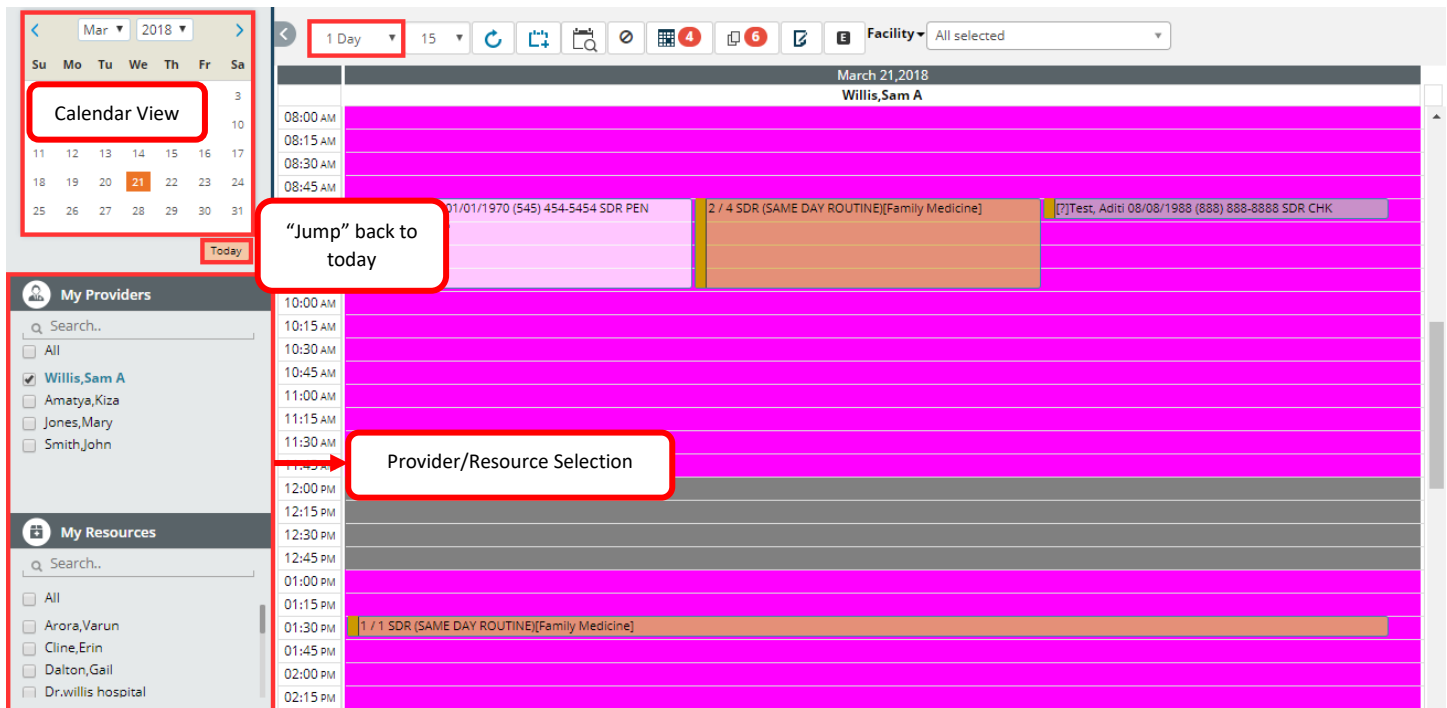 Mar 2018
1 Day 15 4 6 E Facility All selected
Su Mo Tu We Th Fr Sa
3
Calendar View
10
11 12 13 14 15 16 17
18 19 20 21 22 23 24
25 26 27 28 29 30 31
Today
“Jump” back to
today
My Providers
Search..
All
Willis,Sam A
Amatya,Kiza
Jones,Mary
Smith,John
My Resources
Search..
All
Arora,Varun
Cline,Erin
Dalton,Gail
Dr.willis hospital
March 21,2018
Willis,Sam A
08:00 AM
08:15 AM
08:30 AM
08:45 AM
01/01/1970 (545) 454-5454 SDR PEN
2 / 4 SDR (SAME DAY ROUTINE)[Family Medicine]
[?]Test, Aditi 08/08/1988 (888) 888-8888 SDR CHK
10:00 AM
10:15 AM
10:30 AM
10:45 AM
11:00 AM
11:15 AM
11:30 AM
11:45 AM
Provider/Resource Selection
12:00 PM
12:15 PM
12:30 PM
12:45 PM
01:00 PM
01:15 PM
01:30 PM 1 / 1 SDR (SAME DAY ROUTINE)[Family Medicine]
01:45 PM
02:00 PM
02:15 PM